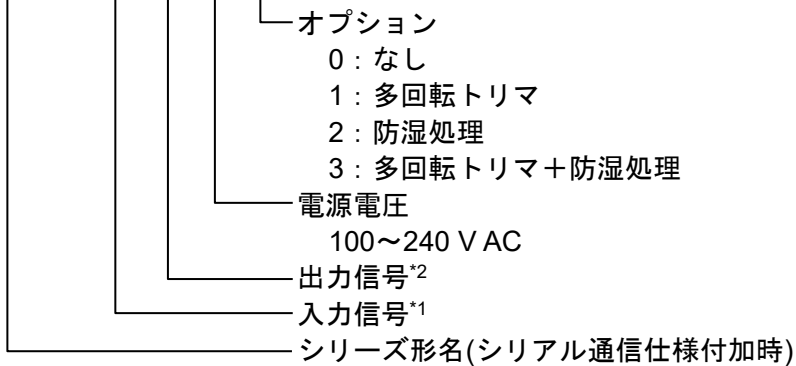 オプション
0：なし
1：多回転トリマ
2：防湿処理
3：多回転トリマ＋防湿処理
電源電圧
100～240 V AC
出力信号*2
入力信号*1
シリーズ形名(シリアル通信仕様付加時)